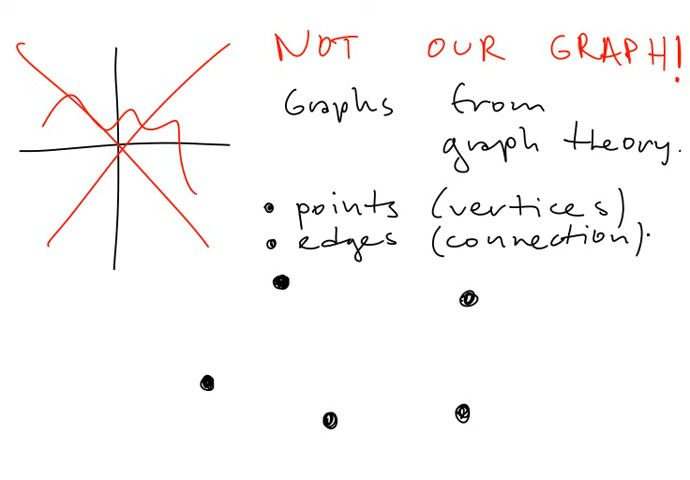 NOT OUR GRAPH!
Graphs from
graph theory.
• points (vertices)
• edges (connection).